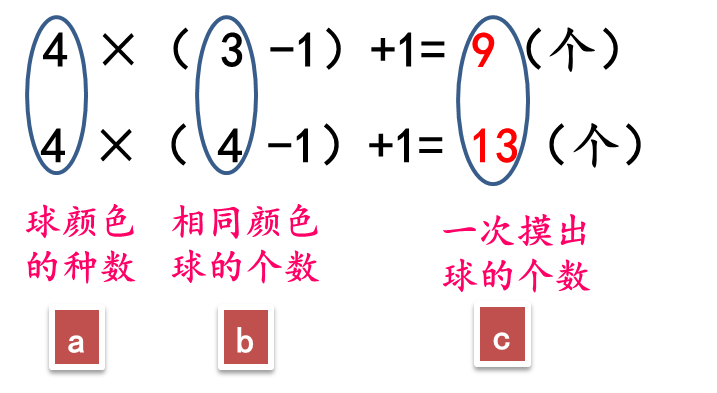 4 ×（ 3 -1）+1= 9（个）
4 ×（ 4 -1）+1= 13（个）
球颜色 相同颜色 一次摸出
的种数 球的个数 球的个数
a b c